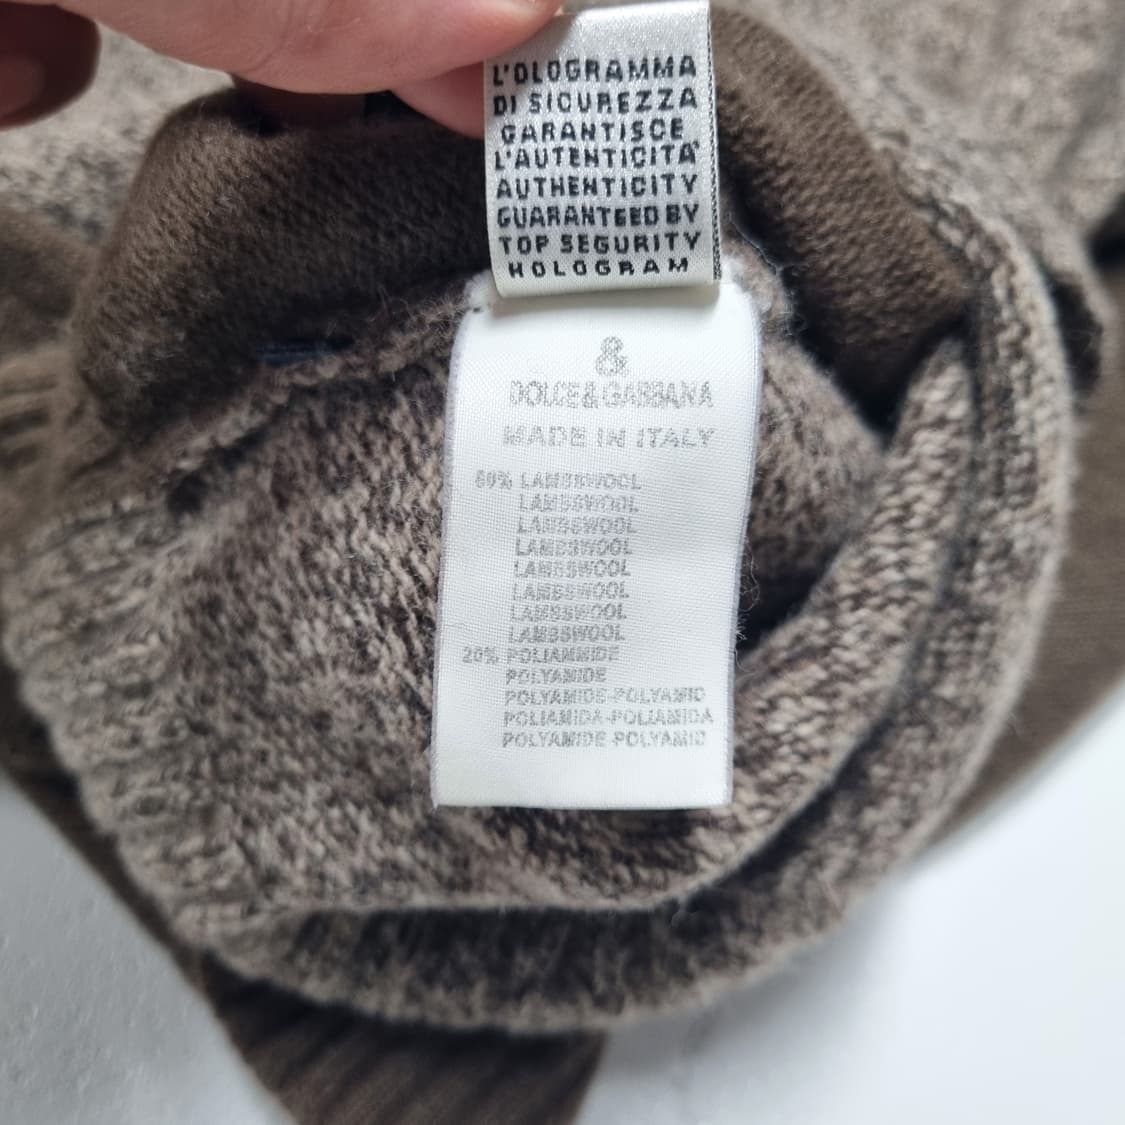 L'OLOGRAMMA
DI SICUREZZA
GARANTISCE
L'AUTENTICITA'
AUTHENTICITY
GUARANTEED BY
TOP SEGURITY
HOLOGRAM
&
DOLCE&GABBANA
MADE IN ITALY
80% LAMBSWOOL
LAMBSWOOL
LAMBSWOOL
LAMBSWOOL
LAMBSWOOL
LAMBSWOOL
LAMBSWOOL
LAMBSWOOL
20% POLIAMMIDE
POLYAMIDE
POLYAMIDE-POLYAMID
POLIAMIDA-POLIAMIDA
POLYAMIDE-POLYAMID